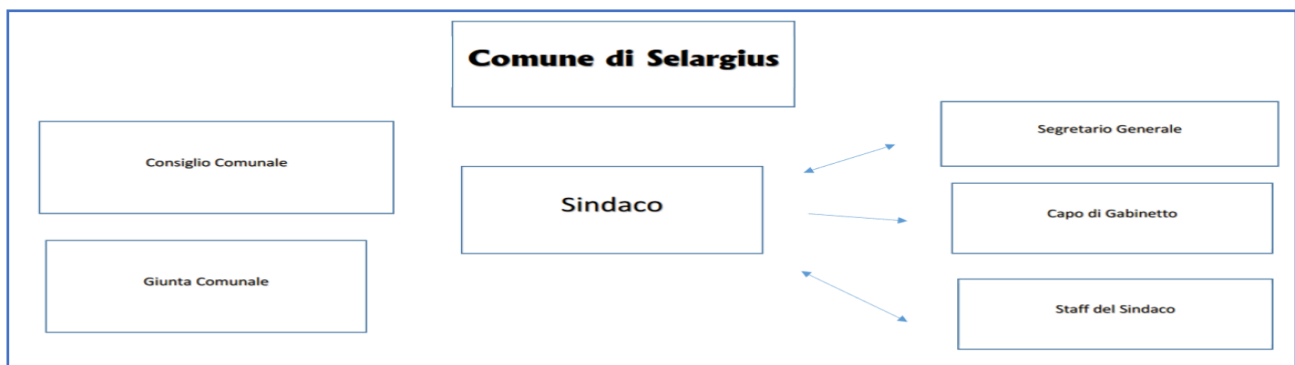 Comune di Selargius
Consiglio Comunale
Giunta Comunale
Sindaco
Segretario Generale
Capo di Gabinetto
Staff del Sindaco